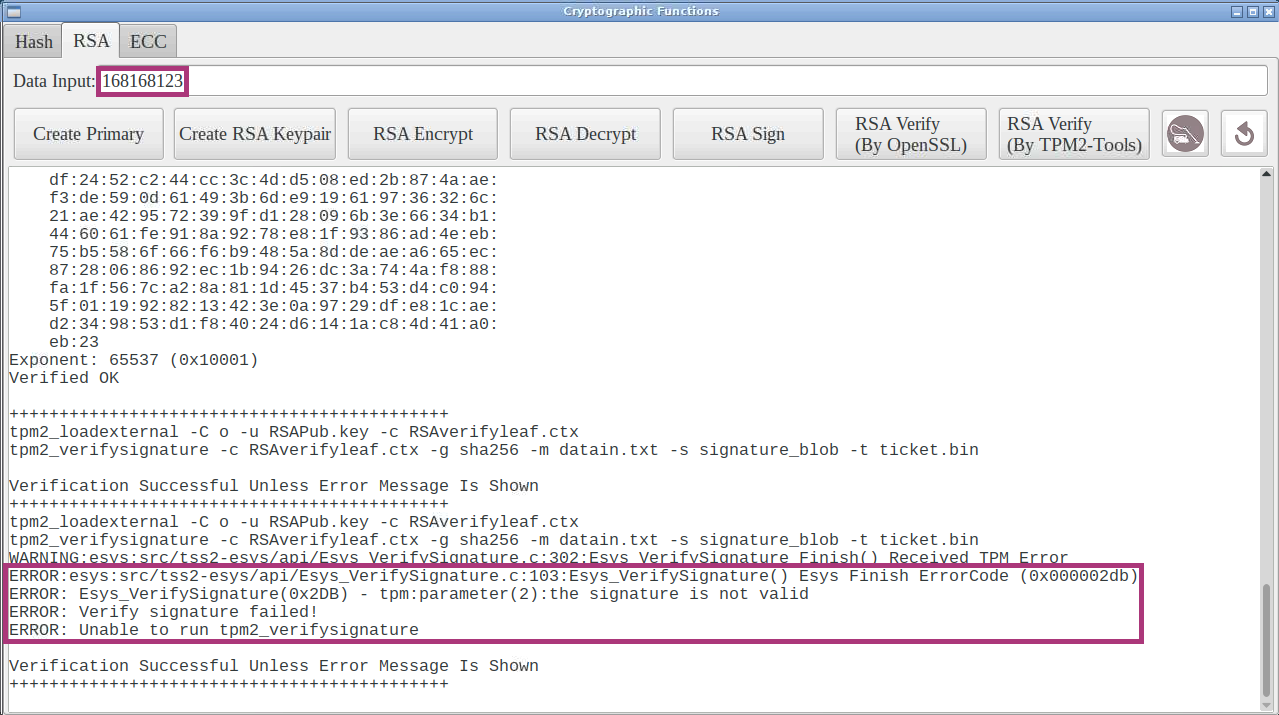 Cryptographic Functions
Hash RSA ECC
Data Input: 168168123
Create Primary Create RSA Keypair RSA Encrypt RSA Decrypt RSA Sign RSA Verify (By OpenSSL) RSA Verify (By TPM2-Tools)
df:24:52:c2:44:cc:3c:4d:d5:08:ed:2b:87:4a:ae:
f3:de:59:0d:61:49:3b:6d:e9:19:61:97:36:32:6c:
21:ae:42:95:72:39:9f:d1:28:09:6b:3e:66:34:b1:
44:60:61:fe:91:8a:92:78:e8:1f:93:86:ad:4e:eb:
75:b5:58:6f:66:f6:b9:48:5a:8d:de:ae:a6:65:ec:
87:28:06:86:92:ec:1b:94:26:dc:3a:74:4a:f8:88:
fa:1f:56:7c:a2:8a:81:1d:45:37:b4:53:d4:c0:94:
5f:01:19:92:82:13:42:3e:0a:97:29:df:e8:1c:ae:
d2:34:98:53:d1:f8:40:24:d6:14:1a:c8:4d:41:a0:
eb:23
Exponent: 65537 (0x10001)
Verified OK
++++++++++++++++++++++++++++++++++++++++++++
tpm2_loadexternal -C o -u RSAPub.key -c RSAverifyleaf.ctx
tpm2_verifysignature -c RSAverifyleaf.ctx -g sha256 -m datain.txt -s signature_blob -t ticket.bin
Verification Successful Unless Error Message Is Shown
++++++++++++++++++++++++++++++++++++++++++++
tpm2_loadexternal -C o -u RSAPub.key -c RSAverifyleaf.ctx
tpm2_verifysignature -c RSAverifyleaf.ctx -g sha256 -m datain.txt -s signature_blob -t ticket.bin
WARNING:esys:src/tss2-esys/api/Esys_VerifySignature.c:302:Esys_VerifySignature_Finish() Received TPM Error
ERROR:esys:src/tss2-esys/api/Esys_VerifySignature.c:103:Esys_VerifySignature() Esys Finish ErrorCode (0x000002db)
ERROR: Esys_VerifySignature(0x2DB) - tpm:parameter(2):the signature is not valid
ERROR: Verify signature failed!
ERROR: Unable to run tpm2_verifysignature
Verification Successful Unless Error Message Is Shown
++++++++++++++++++++++++++++++++++++++++++++